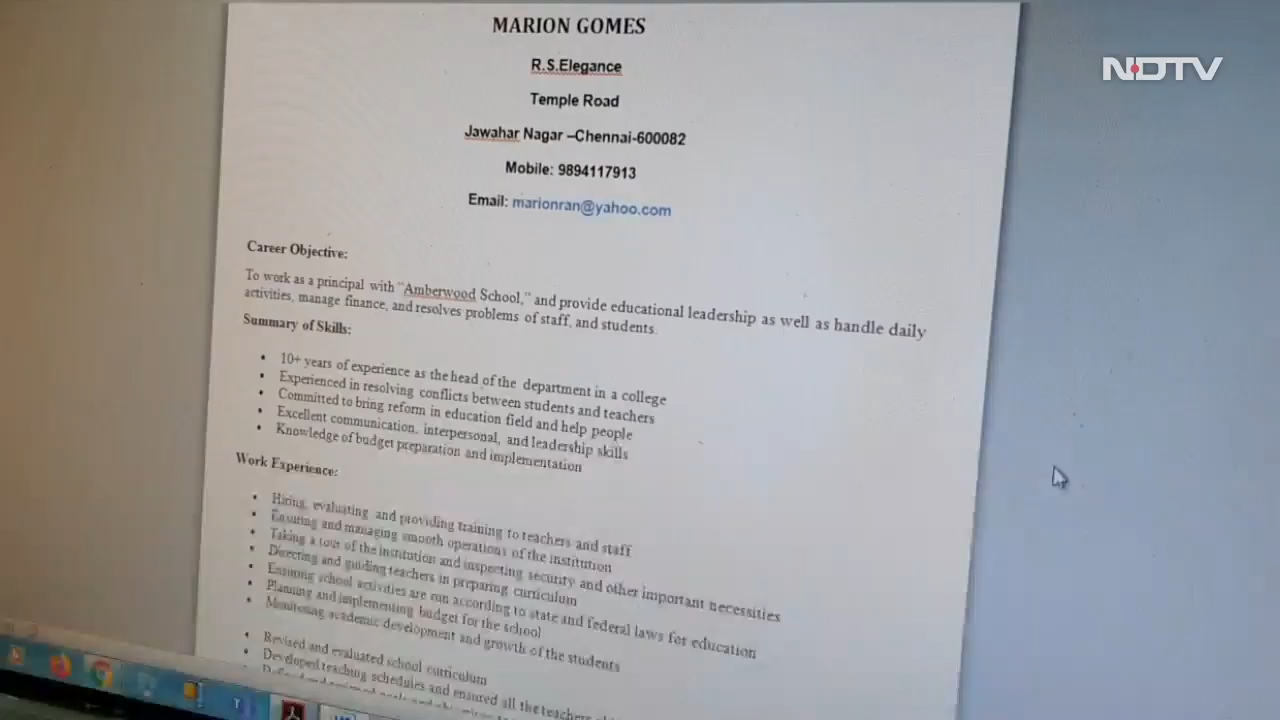 NDTV
MARION GOMES
R.S.Elegance
Temple Road
Jawahar Nagar –Chennai-600082
Mobile: 9894117913
Email: marionran@yahoo.com
Career Objective:
To work as a principal with "Amberwood School," and provide educational leadership as well as handle daily
activities, manage finance, and resolves problems of staff, and students.
Summary of Skills:
• 10+ years of experience as the head of the department in a college
• Experienced in resolving conflicts between students and teachers
• Committed to bring reform in education field and help people
• Excellent communication, interpersonal, and leadership skills
• Knowledge of budget preparation and implementation
Work Experience:
• Hiring, evaluating and providing training to teachers and staff
• Ensuring and managing smooth operations of the institution
• Taking a tour of the institution and inspecting security and other important necessities
• Directing and guiding teachers in preparing curriculum
• Ensuring school activities are run according to state and federal laws for education
• Planning and implementing budget for the school
• Monitoring academic development and growth of the students
• Revised and evaluated school curriculum
• Developed teaching schedules and ensured all the teachers